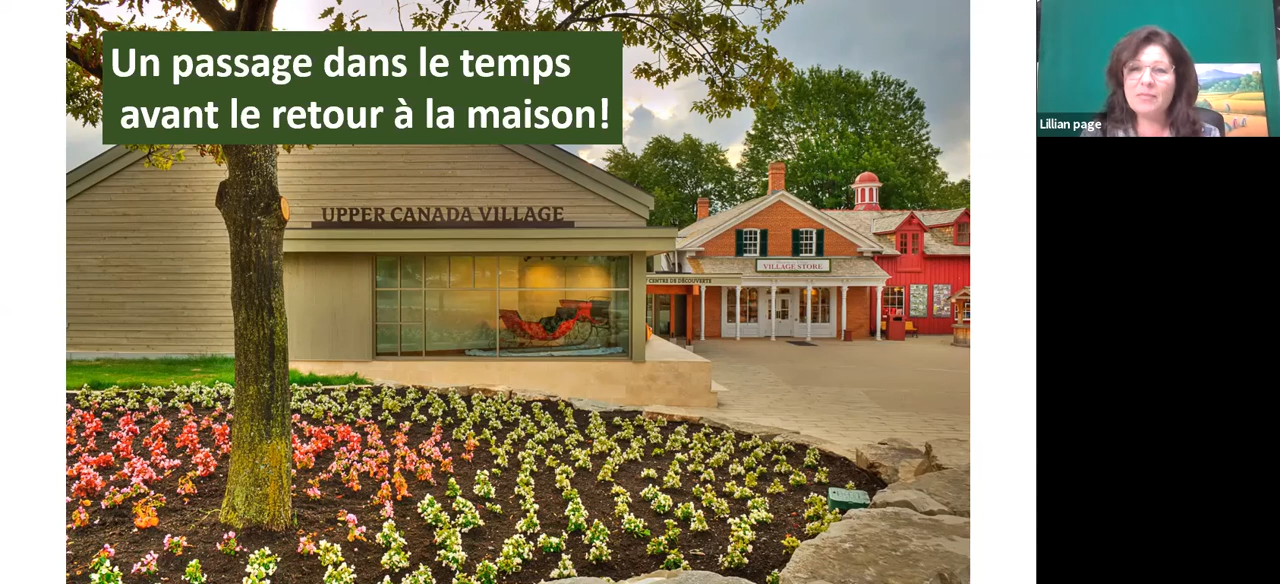 Un passage dans le temps
avant le retour à la maison!
UPPER CANADA VILLAGE
VILLAGE STORE
CENTRE DE DÉCOUVERTE
Lillian page